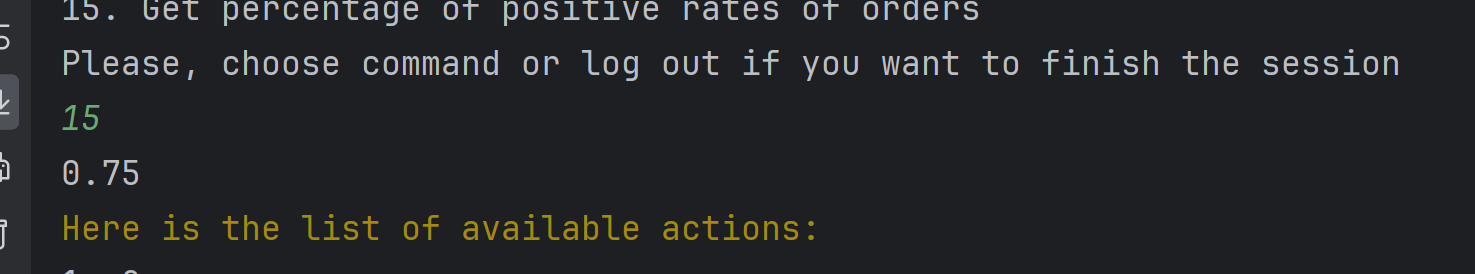 15. Get percentage of positive rates of orders
Please, choose command or log out if you want to finish the session
15
0.75
Here is the list of available actions: